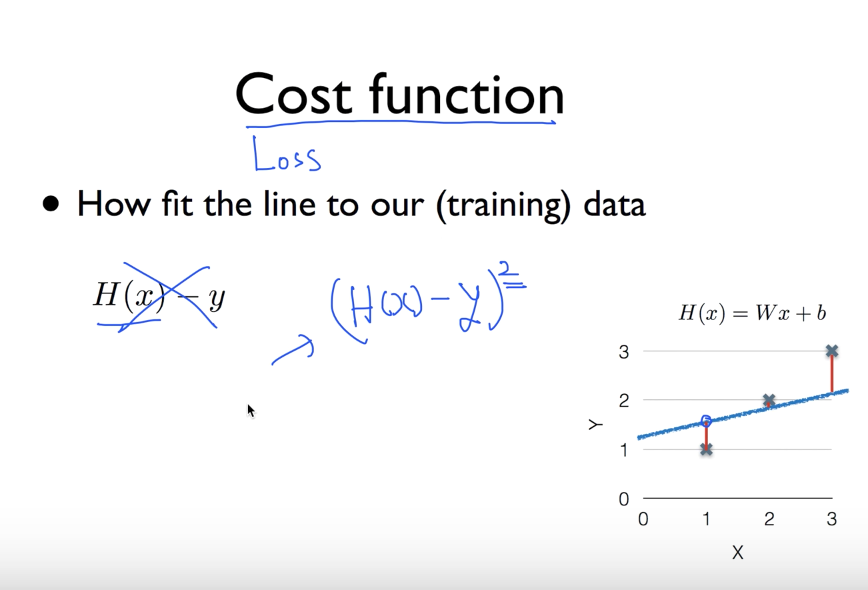 Cost function
Loss
• How fit the line to our (training) data
H(x) − y
(H(x) − y)²
H(x) = Wx + b
3
2
1
0
Y
0 1 2 3
X